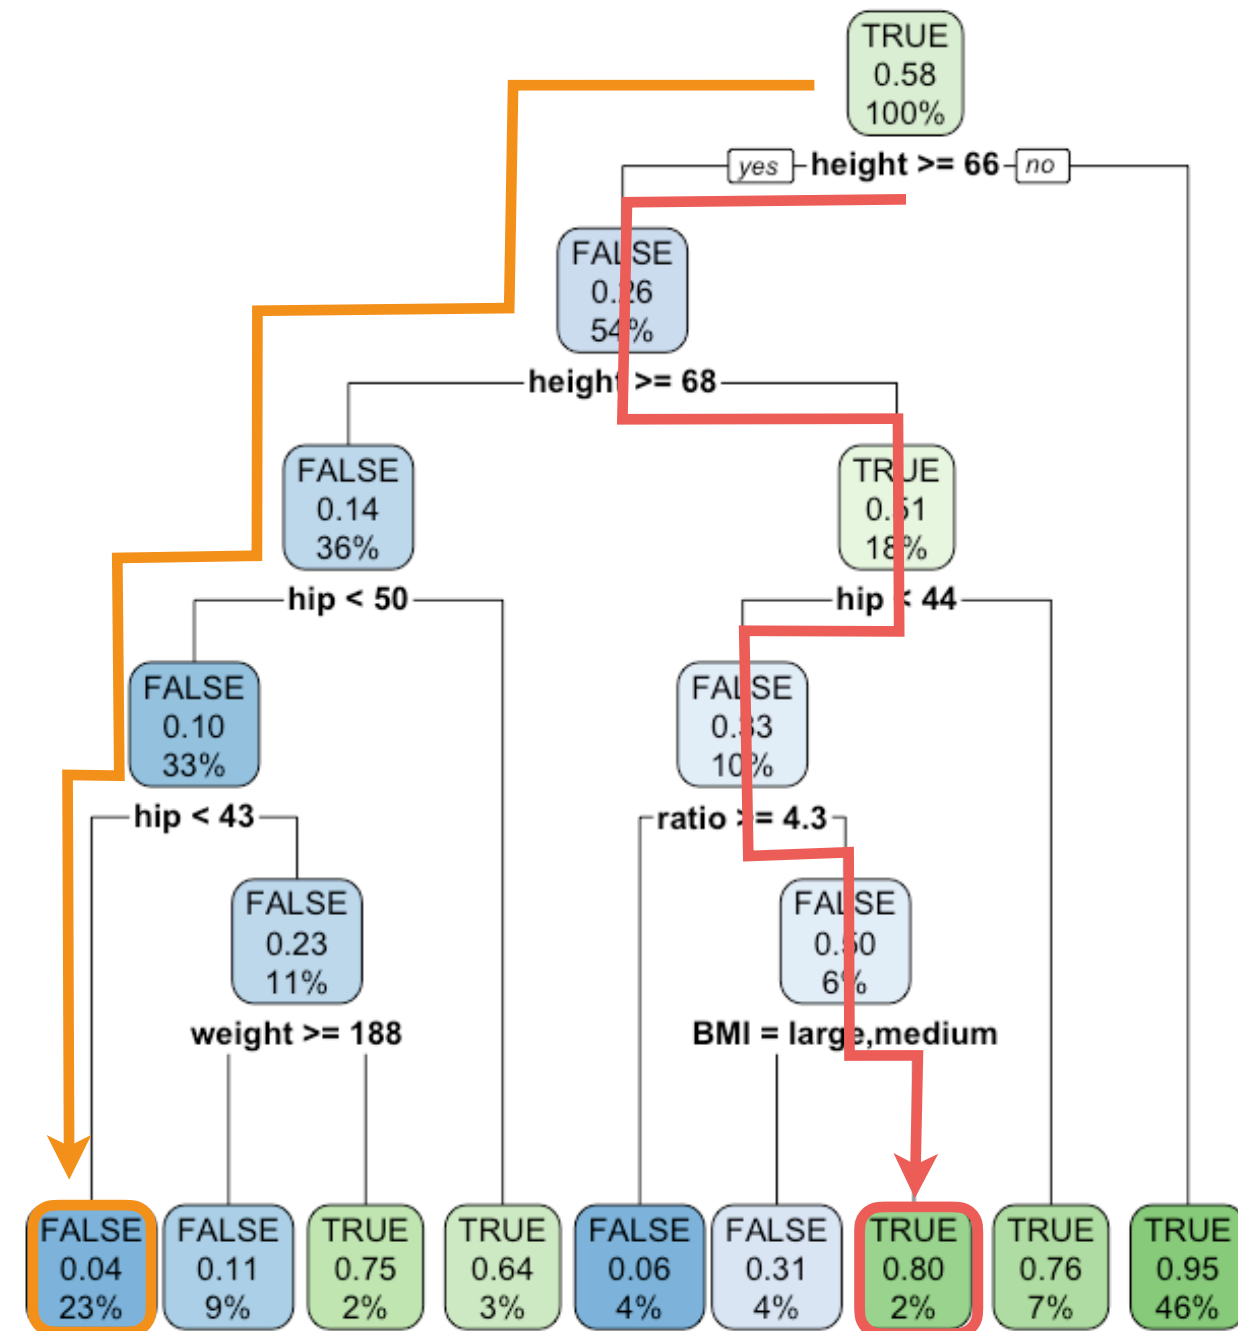 TRUE
0.58
100%
yes height >= 66 no
FALSE
0.26
54%
height >= 68
FALSE
0.14
36%
TRUE
0.51
18%
hip < 50
hip < 44
FALSE
0.10
33%
FALSE
0.33
10%
hip < 43
ratio >= 4.3
FALSE
0.23
11%
FALSE
0.50
6%
weight >= 188
BMI = large,medium
FALSE
0.04
23%
FALSE
0.11
9%
TRUE
0.75
2%
TRUE
0.64
3%
FALSE
0.06
4%
FALSE
0.31
4%
TRUE
0.80
2%
TRUE
0.76
7%
TRUE
0.95
46%